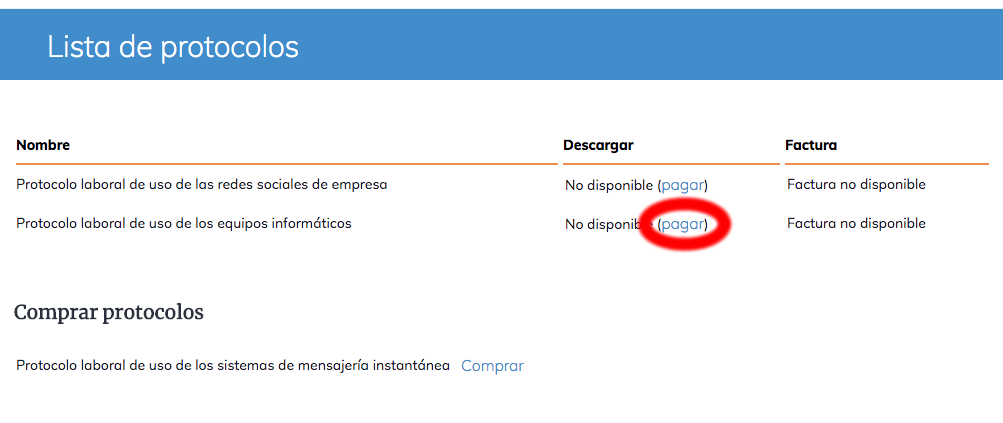 Lista de protocolos
Nombre Descargar Factura
Protocolo laboral de uso de las redes sociales de empresa No disponible (pagar) Factura no disponible
Protocolo laboral de uso de los equipos informáticos No disponible (pagar) Factura no disponible
Comprar protocolos
Protocolo laboral de uso de los sistemas de mensajería instantánea Comprar